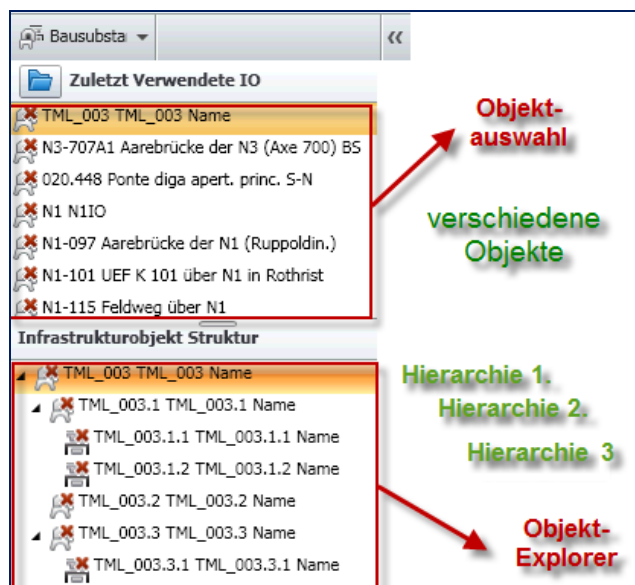 Bausubsta
Zuletzt Verwendete IO
TML_003 TML_003 Name
N3-707A1 Aarebrücke der N3 (Axe 700) BS
020.448 Ponte diga apert. princ. S-N
N1 N1IO
N1-097 Aarebrücke der N1 (Ruppoldin.)
N1-101 UEF K 101 über N1 in Rothrist
N1-115 Feldweg über N1
Objekt-
auswahl
verschiedene
Objekte
Infrastrukturobjekt Struktur
TML_003 TML_003 Name
TML_003.1 TML_003.1 Name
TML_003.1.1 TML_003.1.1 Name
TML_003.1.2 TML_003.1.2 Name
TML_003.2 TML_003.2 Name
TML_003.3 TML_003.3 Name
TML_003.3.1 TML_003.3.1 Name
Hierarchie 1.
Hierarchie 2.
Hierarchie 3
Objekt-
Explorer